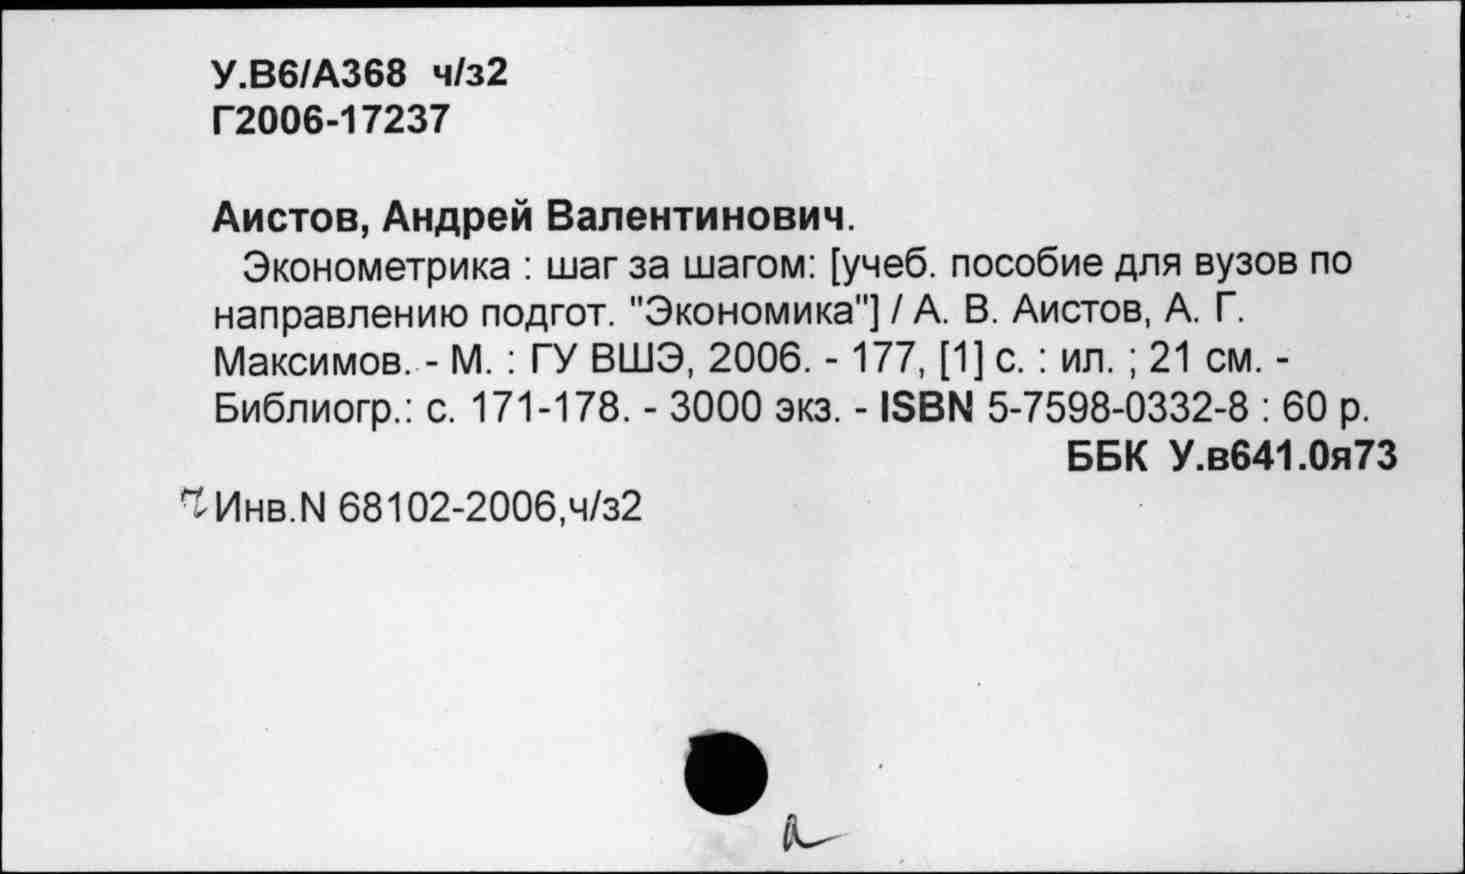 У.В6/А368 ч/з2
Г2006-17237
Аистов, Андрей Валентинович.
Эконометрика : шаг за шагом: [учеб. пособие для вузов по
направлению подгот. "Экономика"] / А. В. Аистов, А. Г.
Максимов. - М. : ГУ ВШЭ, 2006. - 177, [1] с. : ил. ; 21 см. -
Библиогр.: с. 171-178. - 3000 экз. - ISBN 5-7598-0332-8 : 60 р.
ББК У.в641.0я73
Инв.N 68102-2006,ч/з2